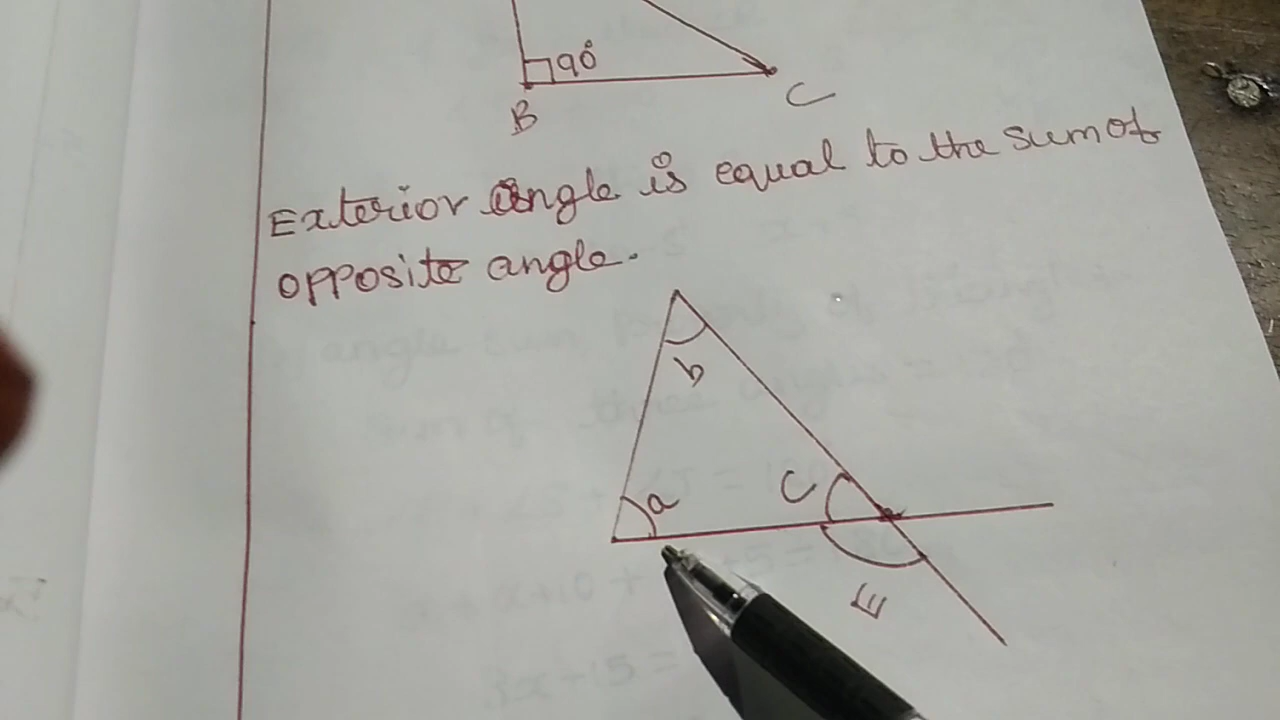 90°
B
C
Exterior angle is equal to the sum of
opposite angle.
b
a
C
E